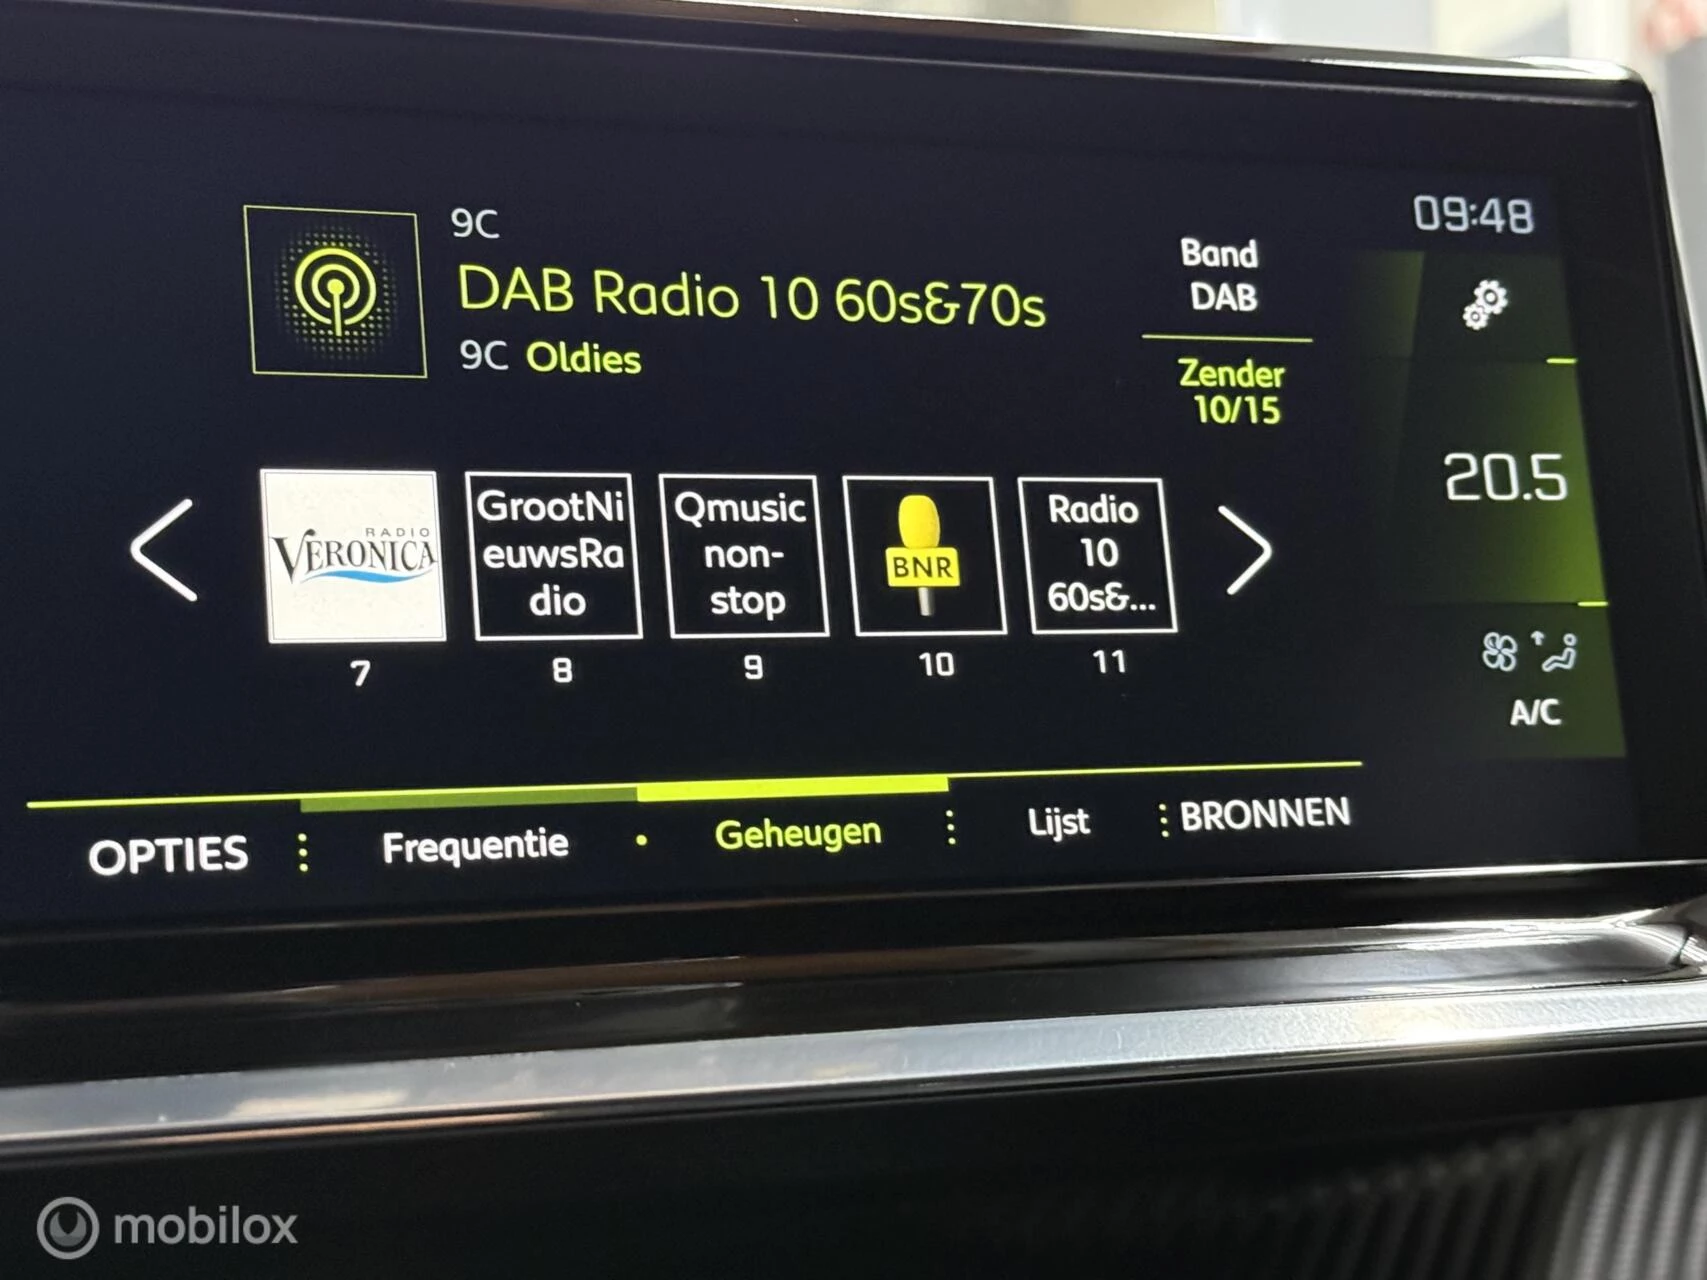 09:48
9C
DAB Radio 10 60s&70s
9C Oldies
Band
DAB
Zender
10/15
20.5
A/C
RADIO
VERONICA
7
GrootNi
euwsRa
dio
8
Qmusic
non-
stop
9
BNR
10
Radio
10
60s&...
11
OPTIES
Frequentie
Geheugen
Lijst
BRONNEN
mobilox